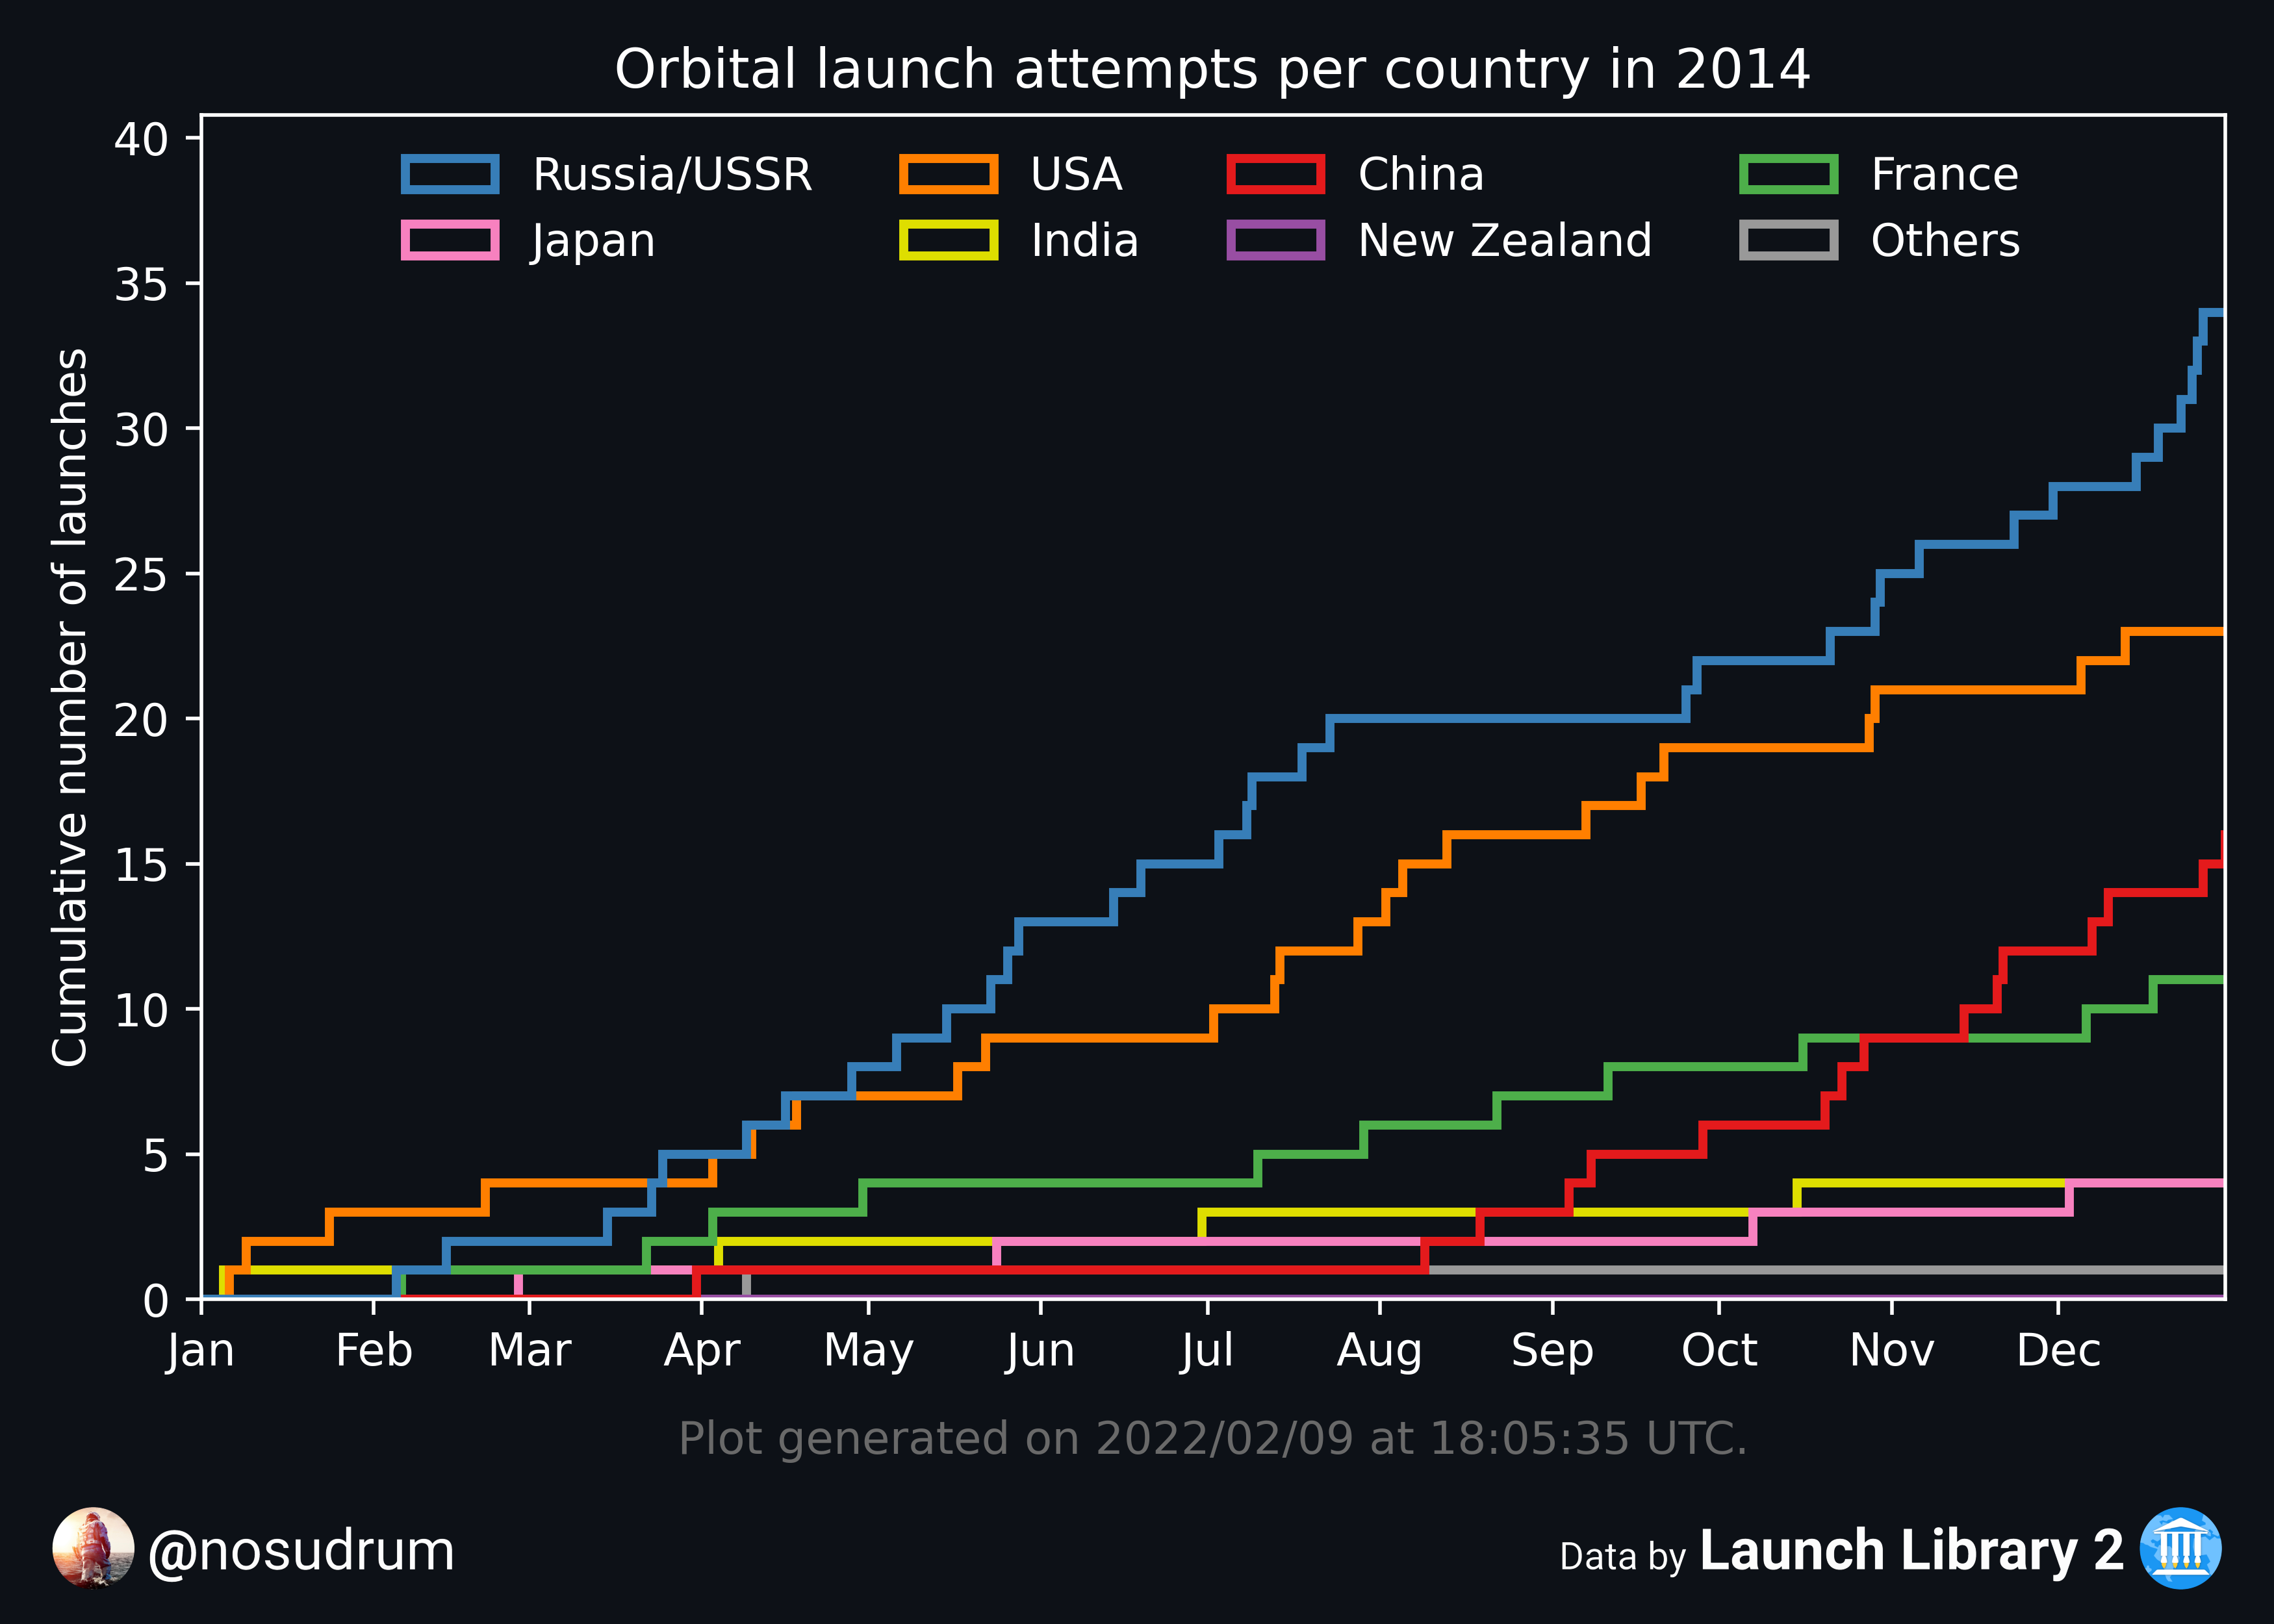 Orbital launch attempts per country in 2014
Russia/USSR USA China France
Japan India New Zealand Others
Cumulative number of launches
40
35
30
25
20
15
10
5
0
Jan Feb Mar Apr May Jun Jul Aug Sep Oct Nov Dec
Plot generated on 2022/02/09 at 18:05:35 UTC.
@nosudrum
Data by Launch Library 2